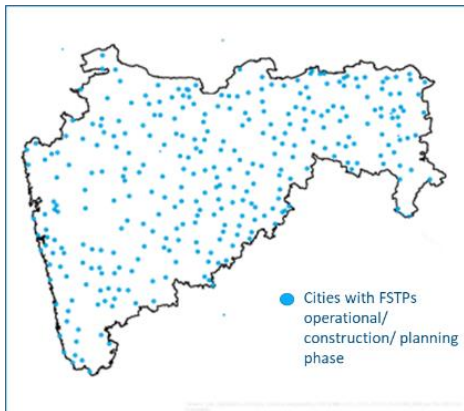 Cities with FSTPs
operational/
construction/ planning
phase